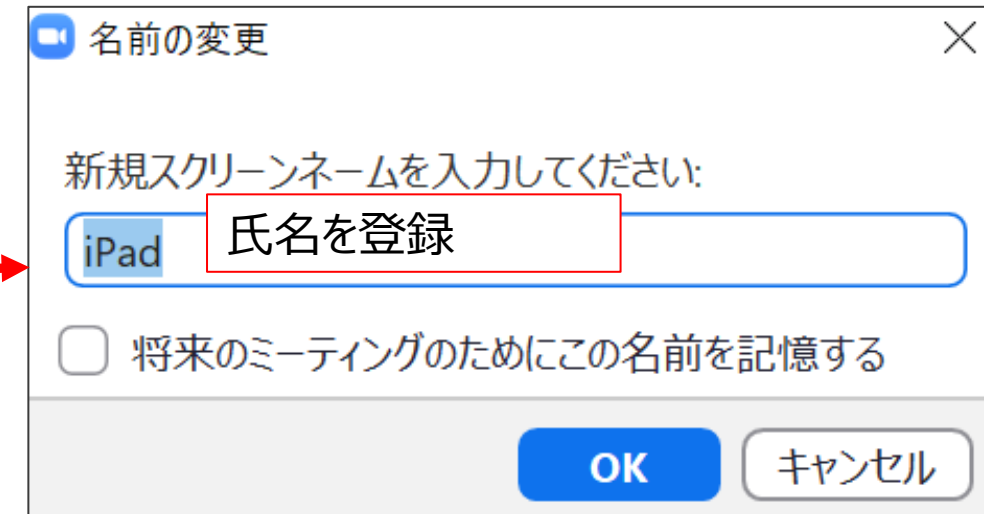 名前の変更
新規スクリーンネームを入力してください:
iPad
氏名を登録
将来のミーティングのためにこの名前を記憶する
OK
キャンセル